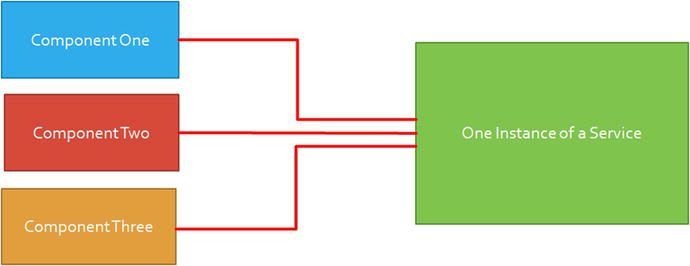 Component One
Component Two
Component Three
One Instance of a Service